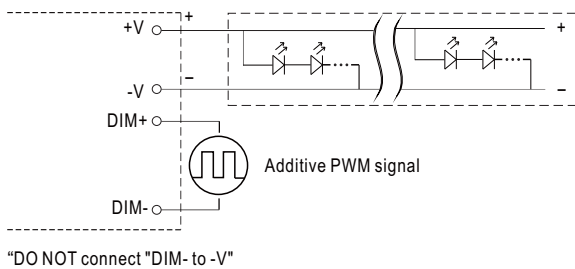 +V + +
-V – –
DIM+
Additive PWM signal
DIM-
“DO NOT connect "DIM- to -V"